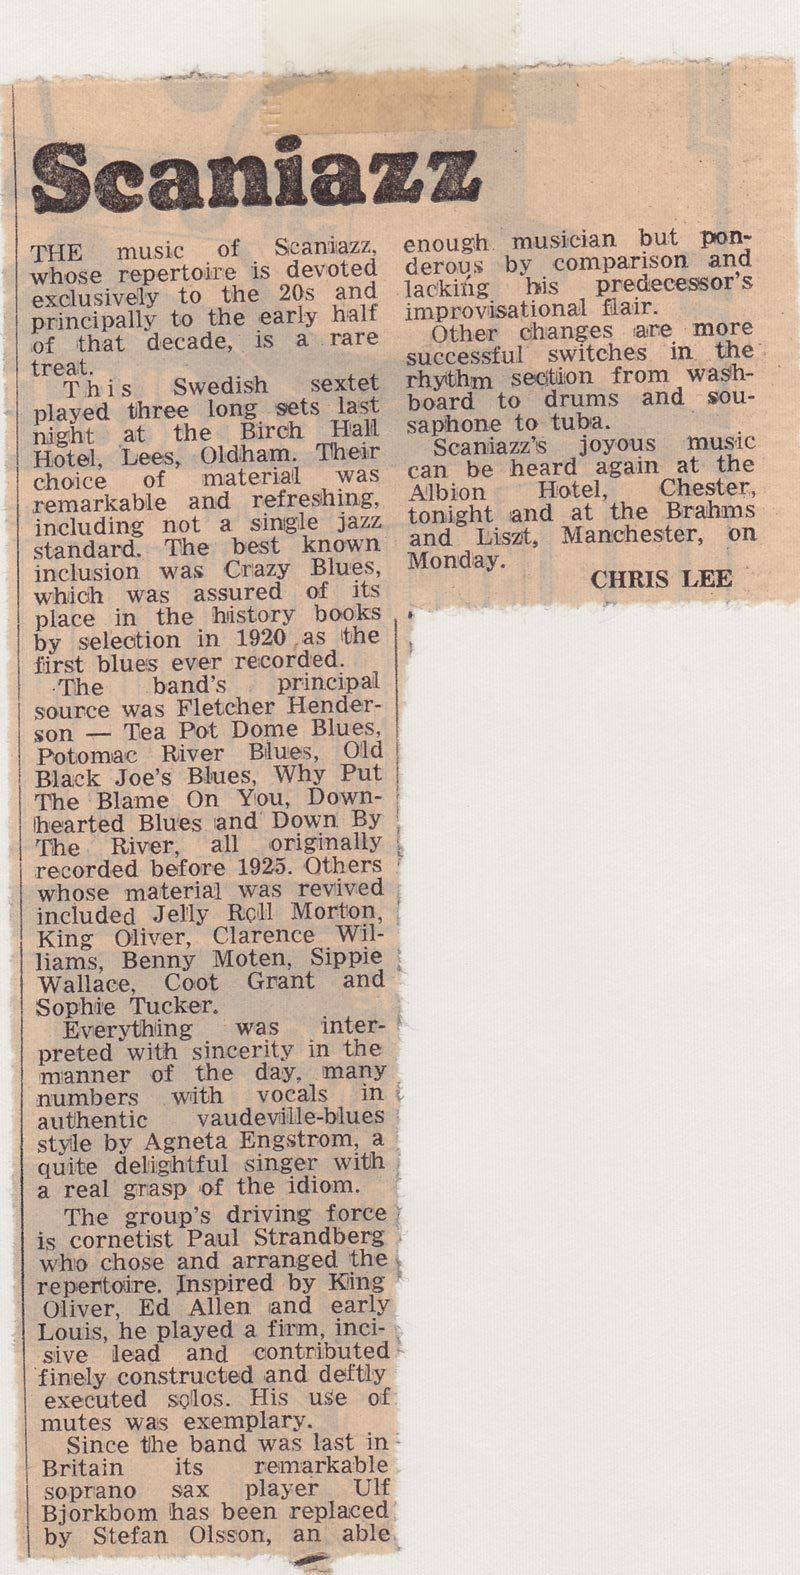 Scaniazz
THE music of Scaniazz,
whose repertoire is devoted
exclusively to the 20s and
principally to the early half
of that decade, is a rare
treat.
This Swedish sextet
played three long sets last
night at the Birch Hall
Hotel, Lees, Oldham. Their
choice of material was
remarkable and refreshing,
including not a single jazz
standard. The best known
inclusion was Crazy Blues,
which was assured of its
place in the history books
by selection in 1920 as the
first blues ever recorded.
The band's principal
source was Fletcher Hender-
son — Tea Pot Dome Blues,
Potomac River Blues, Old
Black Joe's Blues, Why Put
The Blame On You, Down-
hearted Blues and Down By
The River, all originally
recorded before 1925. Others
whose material was revived
included Jelly Roll Morton,
King Oliver, Clarence Wil-
liams, Benny Moten, Sippie
Wallace, Coot Grant and
Sophie Tucker.
Everything was inter-
preted with sincerity in the
manner of the day, many
numbers with vocals in
authentic vaudeville-blues
style by Agneta Engstrom, a
quite delightful singer with
a real grasp of the idiom.
The group's driving force
is cornetist Paul Strandberg
who chose and arranged the
repertoire. Inspired by King
Oliver, Ed Allen and early
Louis, he played a firm, inci-
sive lead and contributed
finely constructed and deftly
executed solos. His use of
mutes was exemplary.
Since the band was last in
Britain its remarkable
soprano sax player Ulf
Bjorkbom has been replaced
by Stefan Olsson, an able
enough musician but pon-
derous by comparison and
lacking his predecessor's
improvisational flair.
Other changes are more
successful switches in the
rhythm section from wash-
board to drums and sou-
saphone to tuba.
Scaniazz's joyous music
can be heard again at the
Albion Hotel, Chester,
tonight and at the Brahms
and Liszt, Manchester, on
Monday.
CHRIS LEE